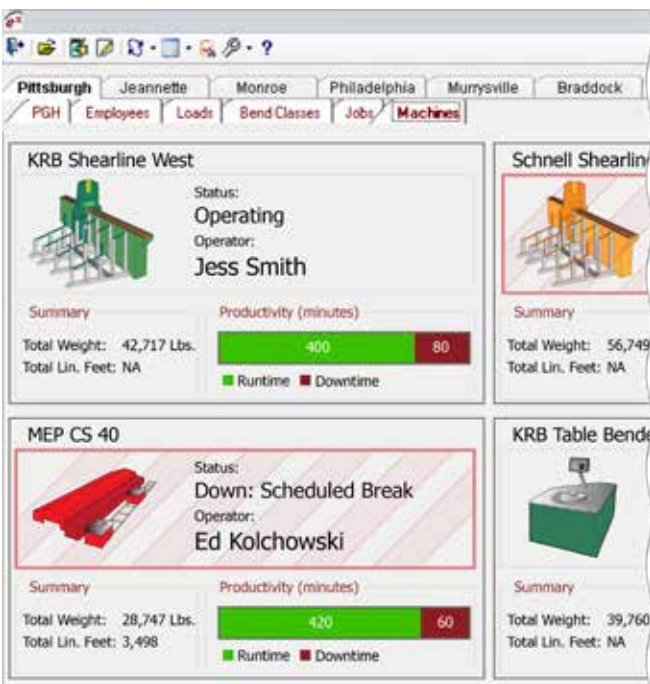 Pittsburgh Jeannette Monroe Philadelphia Murrysville Braddock
PGH Employees Loads Bend Classes Jobs Machines
KRB Shearline West
Status:
Operating
Operator:
Jess Smith
Summary
Total Weight: 42,717 Lbs.
Total Lin. Feet: NA
Productivity (minutes)
400 80
Runtime Downtime
Schnell Shearlin
Summary
Total Weight: 56,749
Total Lin. Feet: NA
MEP CS 40
Status:
Down: Scheduled Break
Operator:
Ed Kolchowski
Summary
Total Weight: 28,747 Lbs.
Total Lin. Feet: 3,498
Productivity (minutes)
420 60
Runtime Downtime
KRB Table Bende
Summary
Total Weight: 39,760
Total Lin. Feet: NA